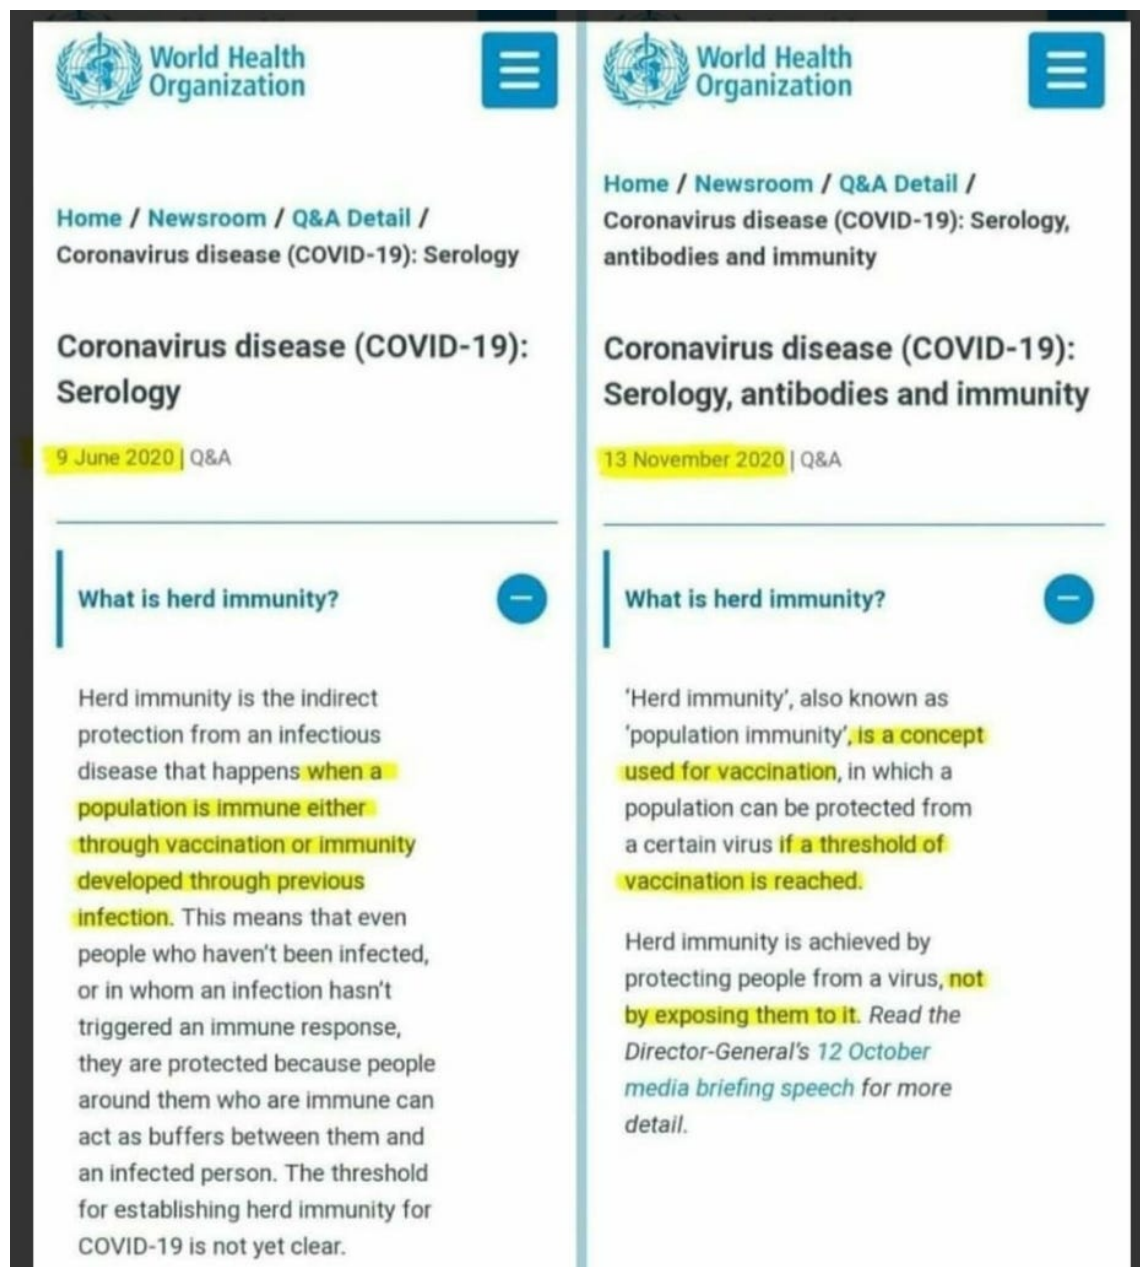 World Health
Organization
Home / Newsroom / Q&A Detail /
Coronavirus disease (COVID-19): Serology
Coronavirus disease (COVID-19):
Serology
9 June 2020 | Q&A
What is herd immunity?
Herd immunity is the indirect
protection from an infectious
disease that happens when a
population is immune either
through vaccination or immunity
developed through previous
infection. This means that even
people who haven't been infected,
or in whom an infection hasn't
triggered an immune response,
they are protected because people
around them who are immune can
act as buffers between them and
an infected person. The threshold
for establishing herd immunity for
COVID-19 is not yet clear.
World Health
Organization
Home / Newsroom / Q&A Detail /
Coronavirus disease (COVID-19): Serology,
antibodies and immunity
Coronavirus disease (COVID-19):
Serology, antibodies and immunity
13 November 2020 | Q&A
What is herd immunity?
'Herd immunity', also known as
'population immunity', is a concept
used for vaccination, in which a
population can be protected from
a certain virus if a threshold of
vaccination is reached.
Herd immunity is achieved by
protecting people from a virus, not
by exposing them to it. Read the
Director-General's 12 October
media briefing speech for more
detail.